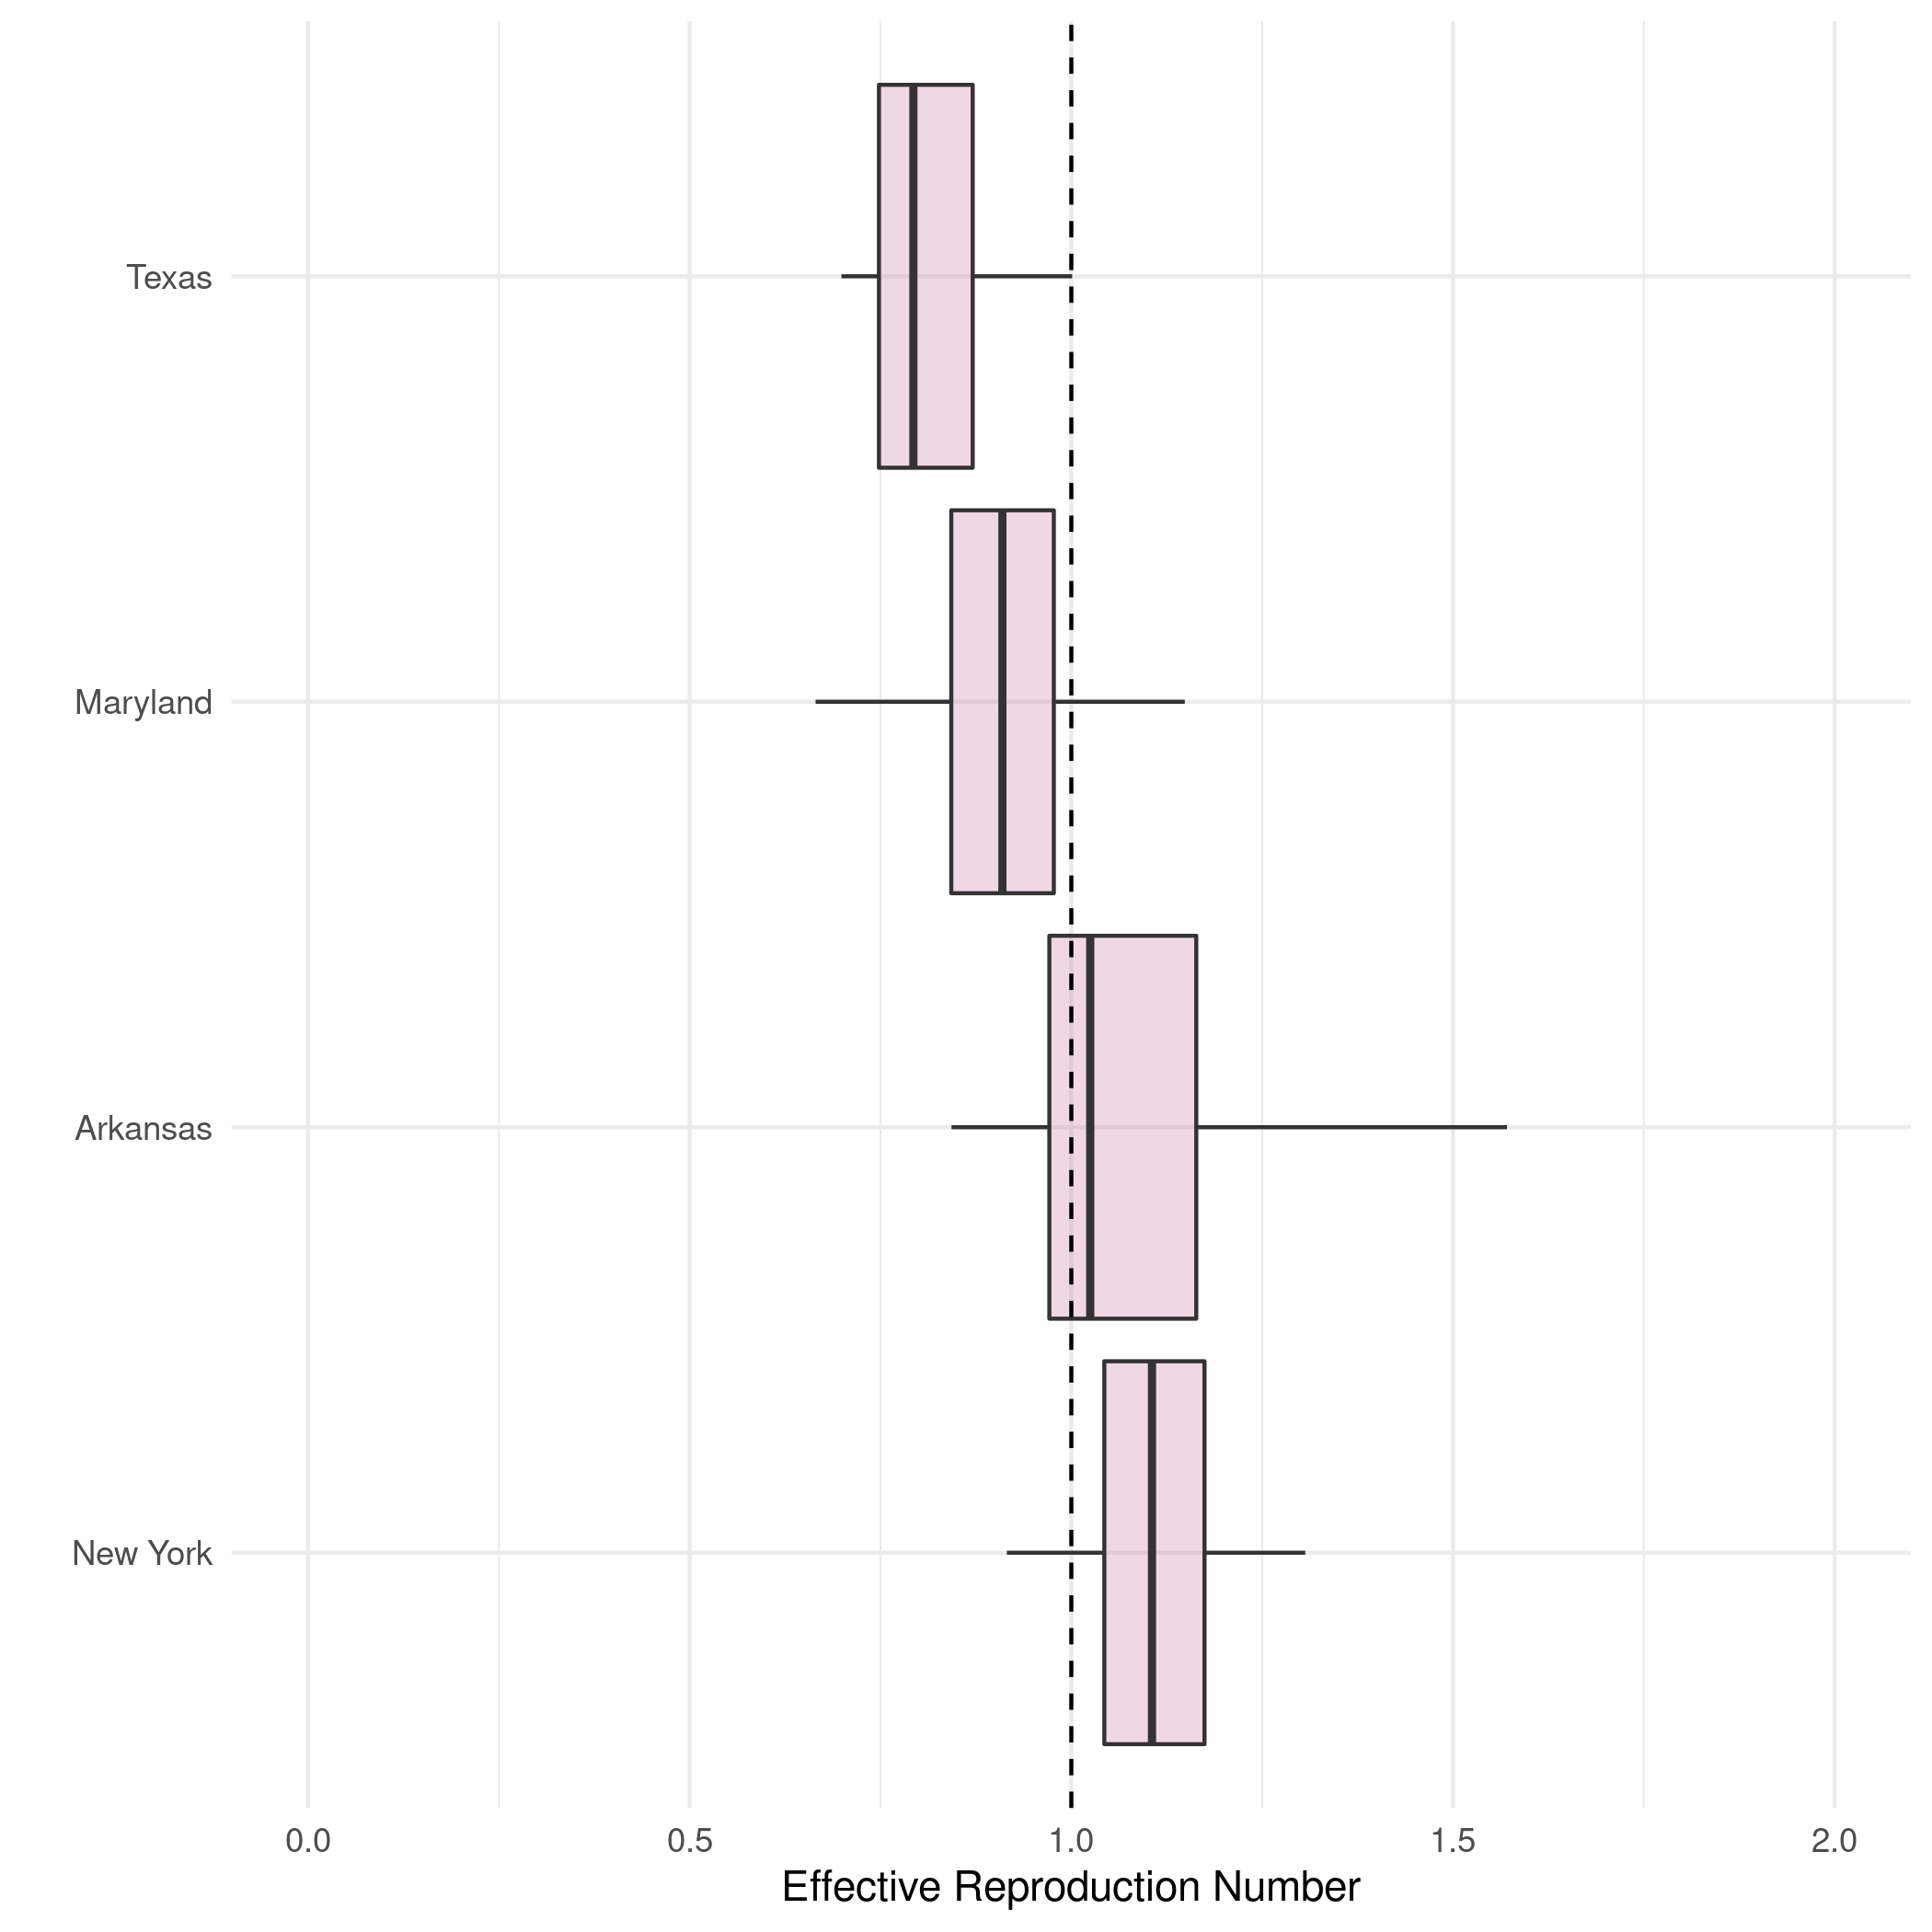 Texas
Maryland
Arkansas
New York
0.0 0.5 1.0 1.5 2.0
Effective Reproduction Number